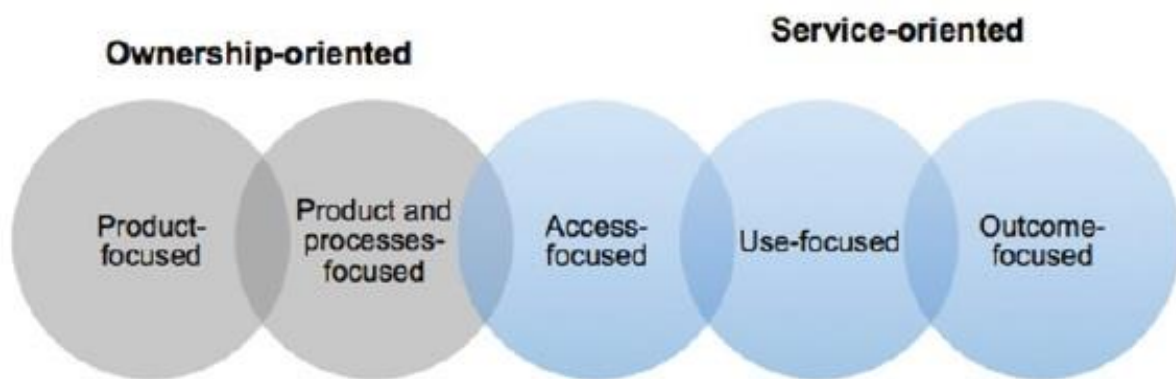 Ownership-oriented
Service-oriented
Product-
focused
Product and
processes-
focused
Access-
focused
Use-focused
Outcome-
focused